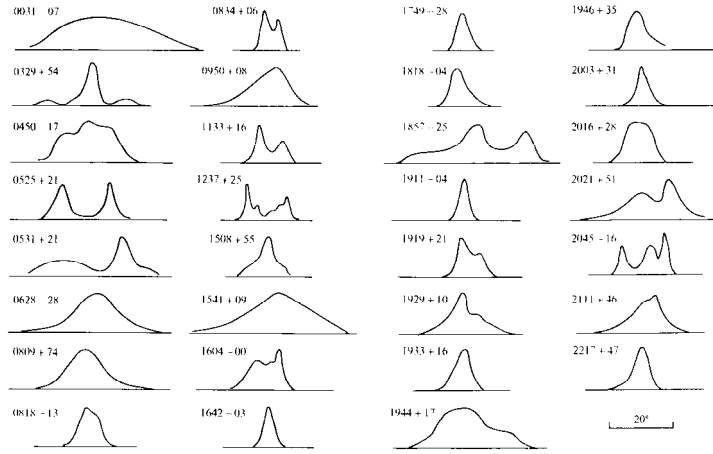 0031 - 07
0834 + 06
1749 - 28
1946 + 35
0329 + 54
0950 + 08
1818 - 04
2003 + 31
0450 - 17
1133 + 16
1857 - 25
2016 + 28
0525 + 21
1237 + 25
1911 - 04
2021 + 51
0531 + 21
1508 + 55
1919 + 21
2045 - 16
0628 - 28
1541 + 09
1929 + 10
2111 + 46
0809 + 74
1604 - 00
1933 + 16
2217 + 47
0818 - 13
1642 - 03
1944 + 17
20°